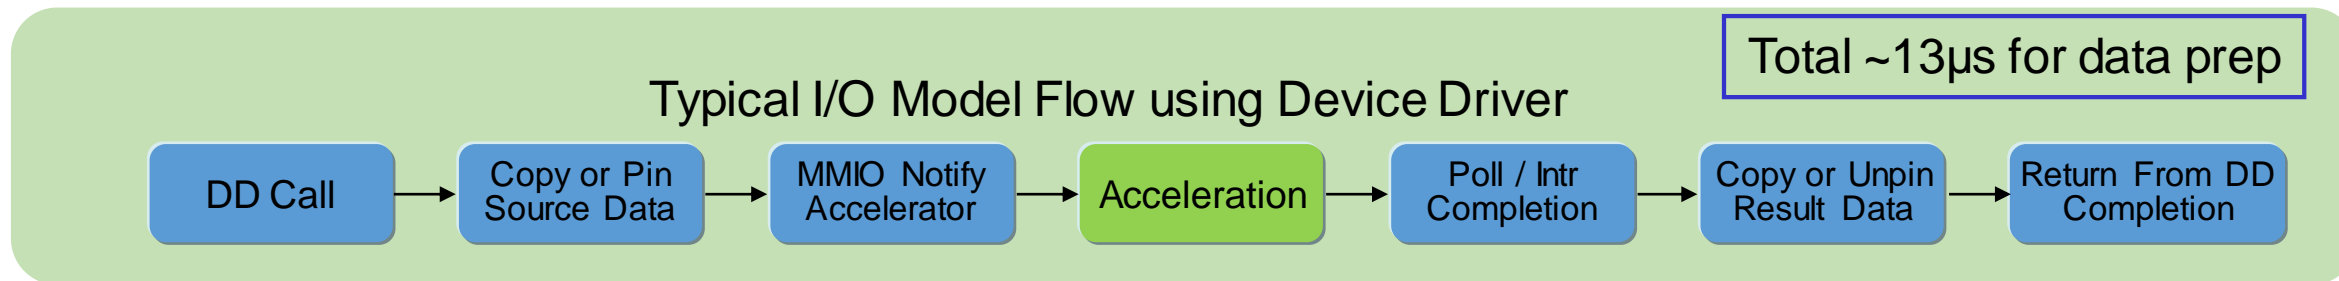 Total ~13µs for data prep
Typical I/O Model Flow using Device Driver
DD Call
Copy or Pin
Source Data
MMIO Notify
Accelerator
Acceleration
Poll / Intr
Completion
Copy or Unpin
Result Data
Return From DD
Completion